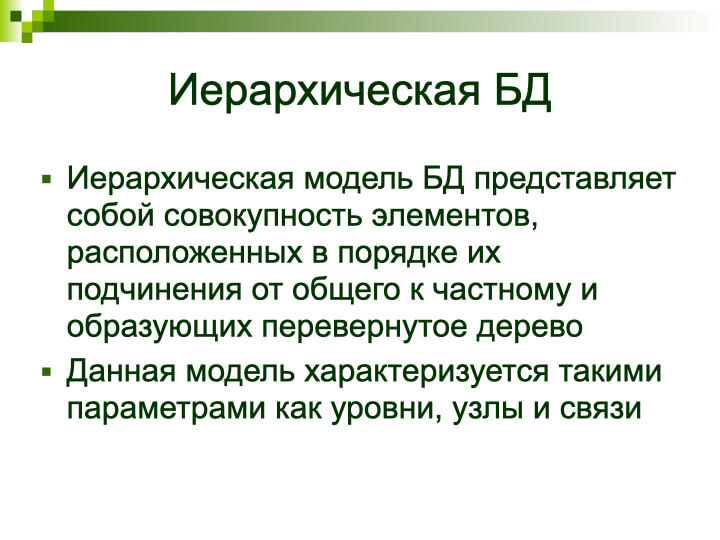 Иерархическая БД
Иерархическая модель БД представляет
собой совокупность элементов,
расположенных в порядке их
подчинения от общего к частному и
образующих перевернутое дерево
Данная модель характеризуется такими
параметрами как уровни, узлы и связи